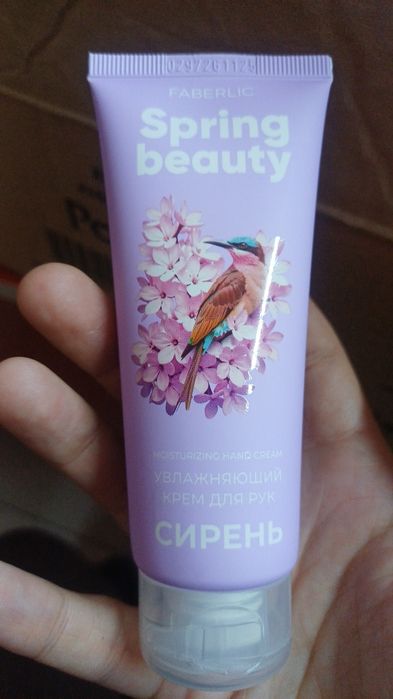 FABERLIC
Spring
beauty
MOISTURIZING HAND CREAM
УВЛАЖНЯЮЩИЙ
КРЕМ ДЛЯ РУК
СИРЕНЬ